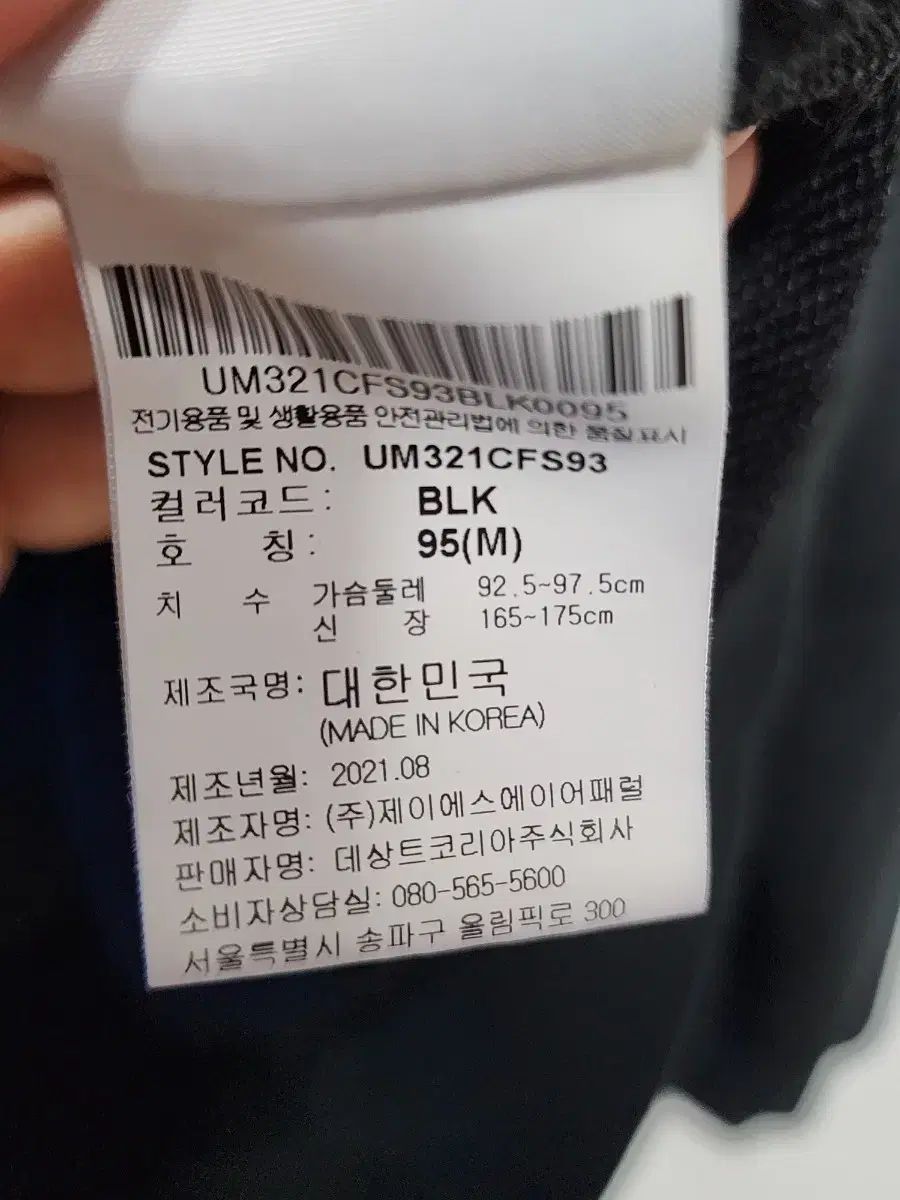 UM321CFS93BLK0095
전기용품 및 생활용품 안전관리법에 의한 품질표시
STYLE NO. UM321CFS93
컬러코드: BLK
호 칭: 95(M)
치 수 가슴둘레 92.5~97.5cm
신 장 165~175cm
제조국명: 대한민국
(MADE IN KOREA)
제조년월: 2021.08
제조자명: (주)제이에스에이어패럴
판매자명: 데상트코리아주식회사
소비자상담실: 080-565-5600
서울특별시 송파구 올림픽로 300